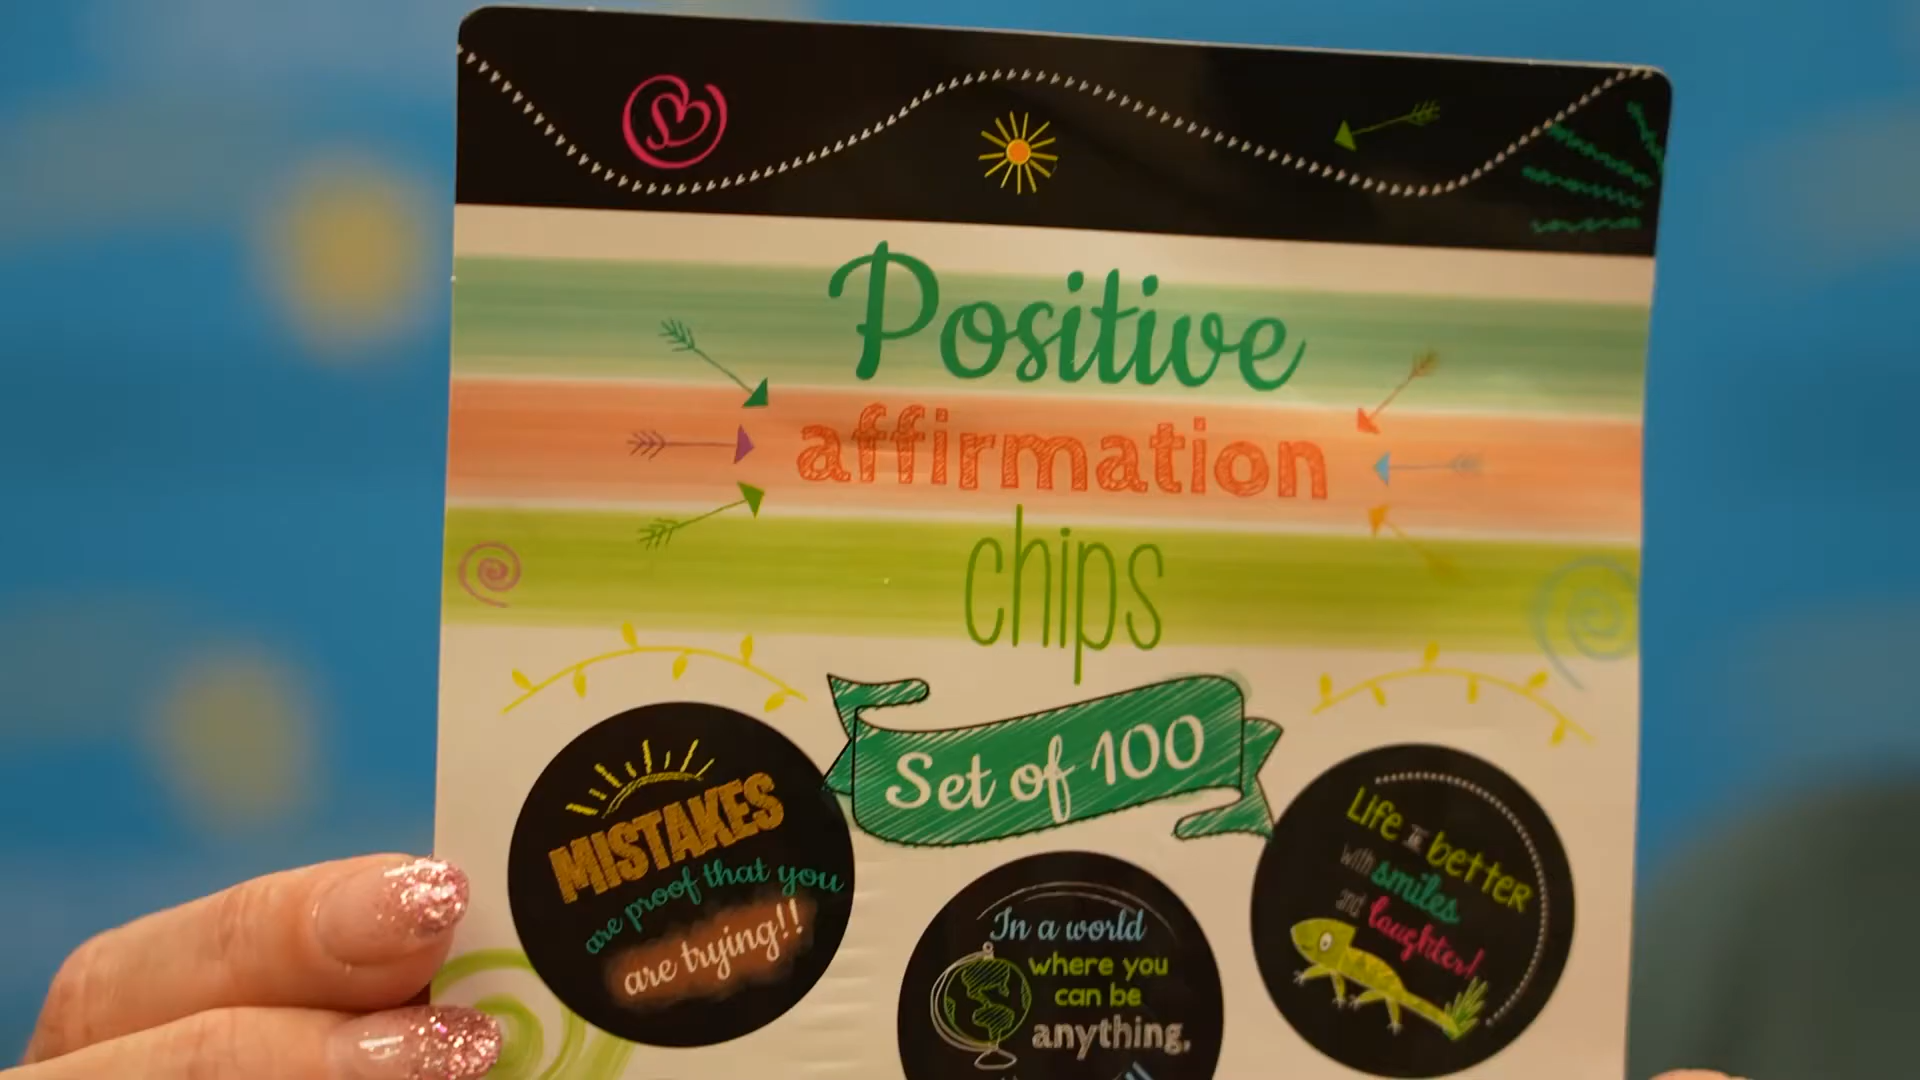 Positive
affirmation
chips
Set of 100
MISTAKES
are proof that you
are trying!!
In a world
where you
can be
anything,
Life is better
with smiles
and laughter!